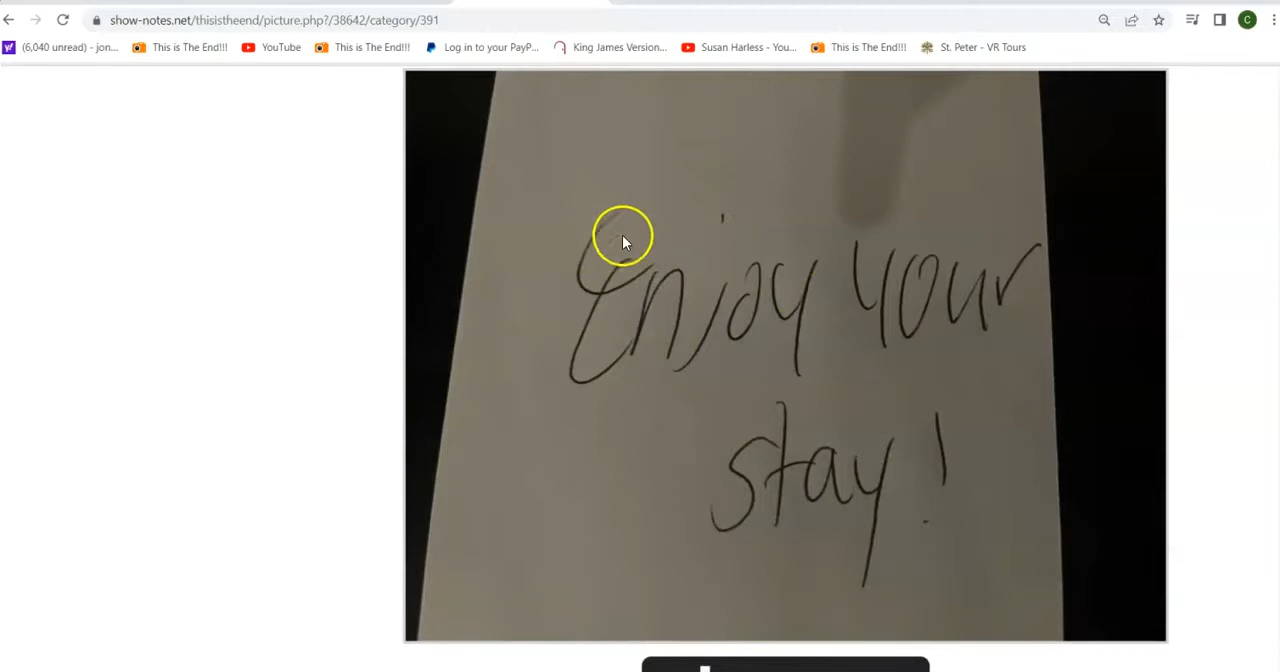 show-notes.net/thisistheend/picture.php?/38642/category/391
(6,040 unread) - jon...
This is The End!!!
YouTube
This is The End!!!
Log in to your PayP...
King James Version...
Susan Harless - You...
This is The End!!!
St. Peter - VR Tours
Enjoy Your
stay!